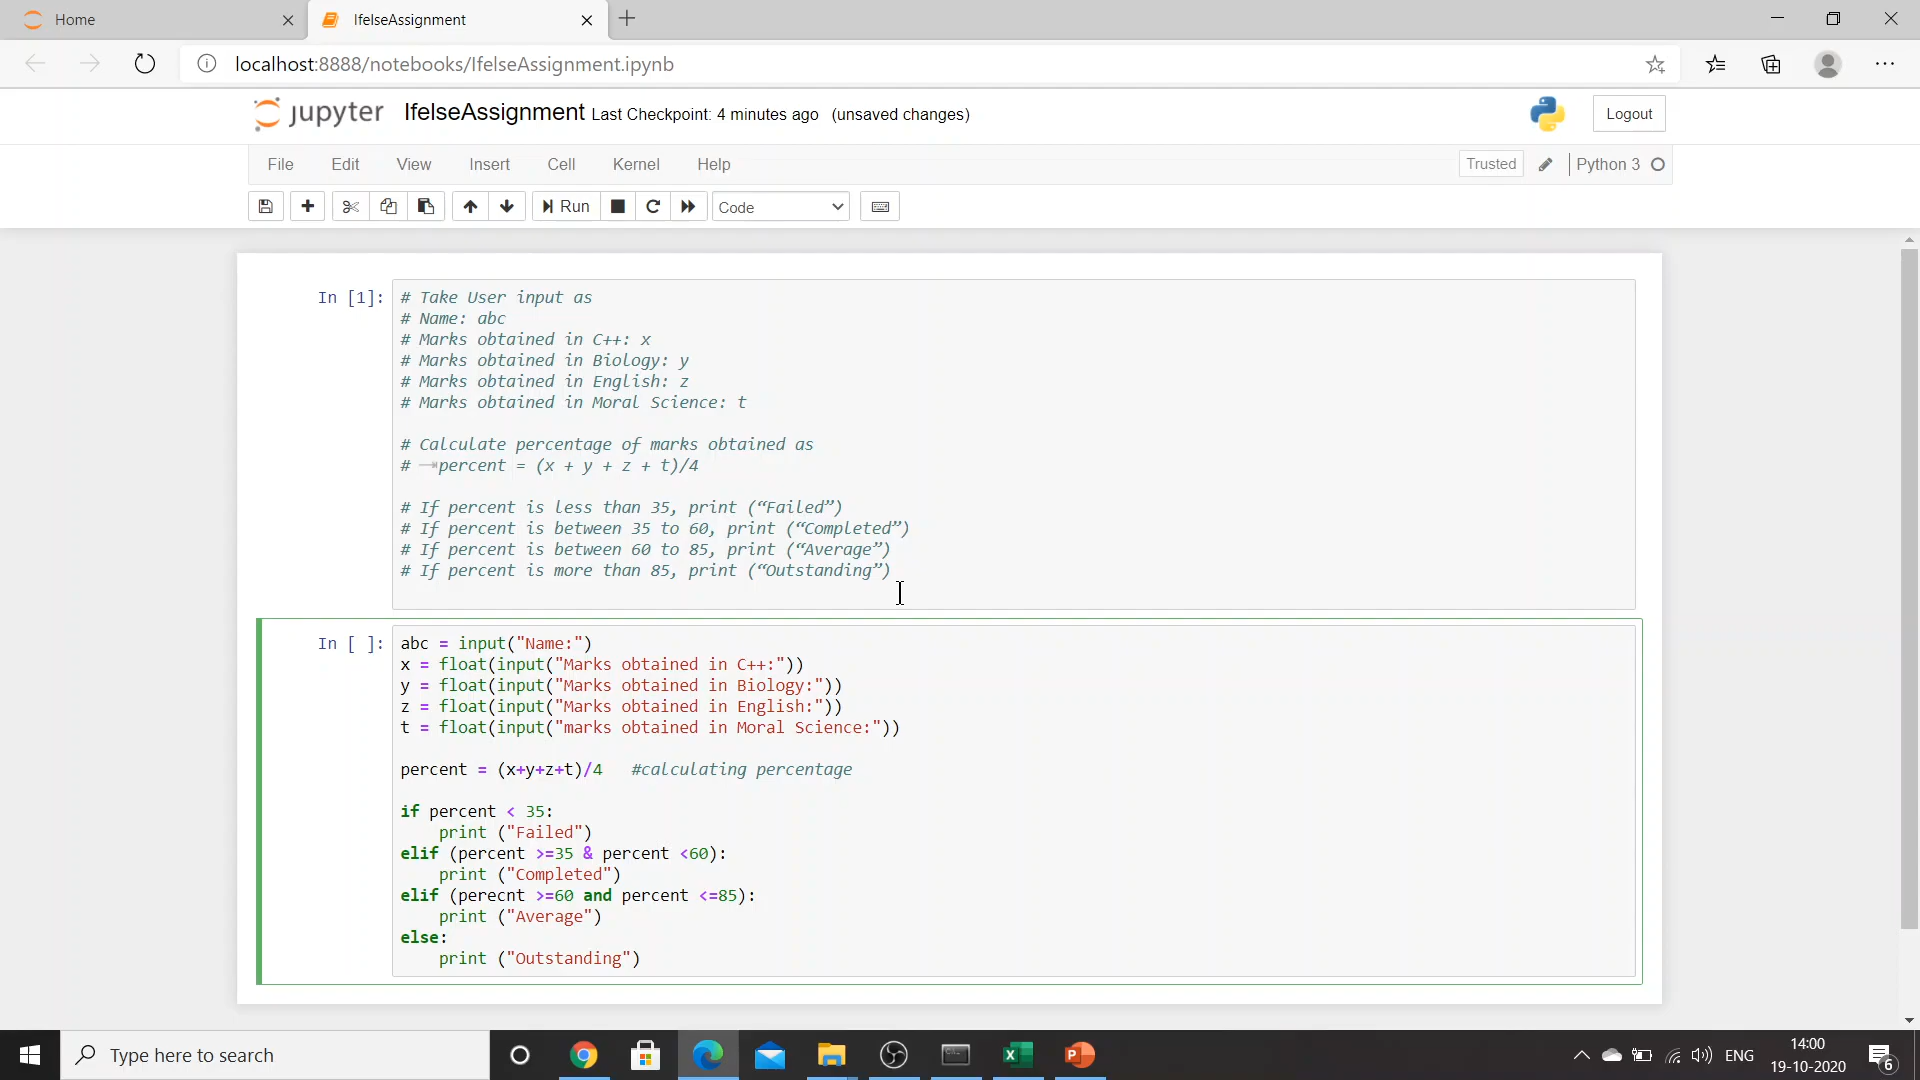 Home
IfelseAssignment
localhost:8888/notebooks/IfelseAssignment.ipynb
jupyter IfelseAssignment Last Checkpoint: 4 minutes ago (unsaved changes)
Logout
File Edit View Insert Cell Kernel Help
Trusted
Python 3
Run
Code
In [1]:
# Take User input as
# Name: abc
# Marks obtained in C++: x
# Marks obtained in Biology: y
# Marks obtained in English: z
# Marks obtained in Moral Science: t
# Calculate percentage of marks obtained as
# percent = (x + y + z + t)/4
# If percent is less than 35, print (“Failed”)
# If percent is between 35 to 60, print (“Completed”)
# If percent is between 60 to 85, print (“Average”)
# If percent is more than 85, print (“Outstanding”)
In [ ]:
abc = input("Name:")
x = float(input("Marks obtained in C++:"))
y = float(input("Marks obtained in Biology:"))
z = float(input("Marks obtained in English:"))
t = float(input("marks obtained in Moral Science:"))
percent = (x+y+z+t)/4 #calculating percentage
if percent < 35:
print ("Failed")
elif (percent >=35 & percent <60):
print ("Completed")
elif (perecnt >=60 and percent <=85):
print ("Average")
else:
print ("Outstanding")
Type here to search
ENG
14:00
19-10-2020
6